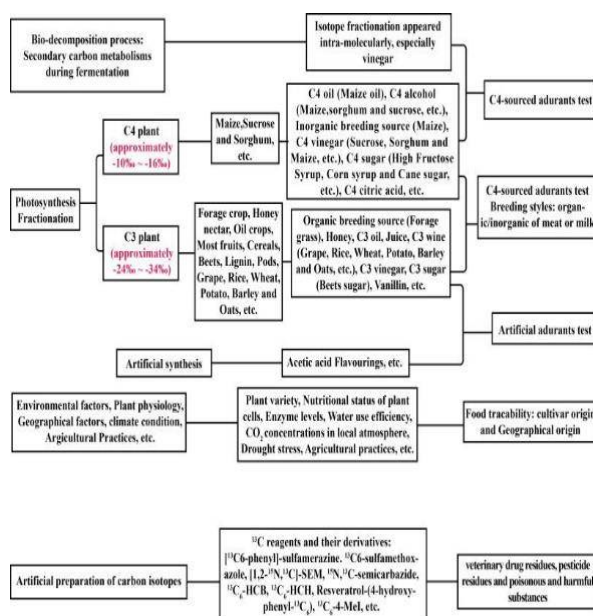 Bio-decomposition process:
Secondary carbon metabolisms
during fermentation
Isotope fractionation appeared
intra-molecularly, especially
vinegar
C4-sourced adurants test
Photosynthesis
Fractionation
C4 plant
(approximately
-10‰ ~ -16‰)
Maize,Sucrose
and Sorghum,
etc.
C4 oil (Maize oil), C4 alcohol
(Maize,sorghum and sucrose, etc.),
Inorganic breeding source (Maize),
C4 vinegar (Sucrose, Sorghum and
Maize, etc.), C4 sugar (High Fructose
Syrup, Corn syrup and Cane sugar,
etc.), C4 citric acid, etc.
C4-sourced adurants test
Breeding styles: organ-
ic/inorganic of meat or milk
C3 plant
(approximately
-24‰ ~ -34‰)
Forage crop, Honey
nectar, Oil crops,
Most fruits, Cereals,
Beets, Lignin, Pods,
Grape, Rice, Wheat,
Potato, Barley and
Oats, etc.
Organic breeding source (Forage
grass), Honey, C3 oil, Juice, C3 wine
(Grape, Rice, Wheat, Potato, Barley
and Oats, etc.), C3 vinegar, C3 sugar
(Beets sugar), Vanillin, etc.
Artificial adurants test
Artificial synthesis
Acetic acid Flavourings, etc.
Environmental factors, Plant physiology,
Geographical factors, climate condition,
Argicultural Practices, etc.
Plant variety, Nutritional status of plant
cells, Enzyme levels, Water use efficiency,
CO₂ concentrations in local atmosphere,
Drought stress, Agricultural practices, etc.
Food tracability: cultivar origin
and Geographical origin
Artificial preparation of carbon isotopes
¹³C reagents and their derivatives:
[¹³C6-phenyl]-sulfamerazine. ¹³C6-sulfamethox-
azole, [1,2-¹⁵N,¹³C]-SEM, ¹⁵N,¹³C-semicarbazide,
¹³C₆-HCB, ¹³C₆-HCH, Resveratrol-(4-hydroxy-
phenyl-¹³C₆), ¹³C₆-4-MeI, etc.
veterinary drug residues, pesticide
residues and poisonous and harmful
substances